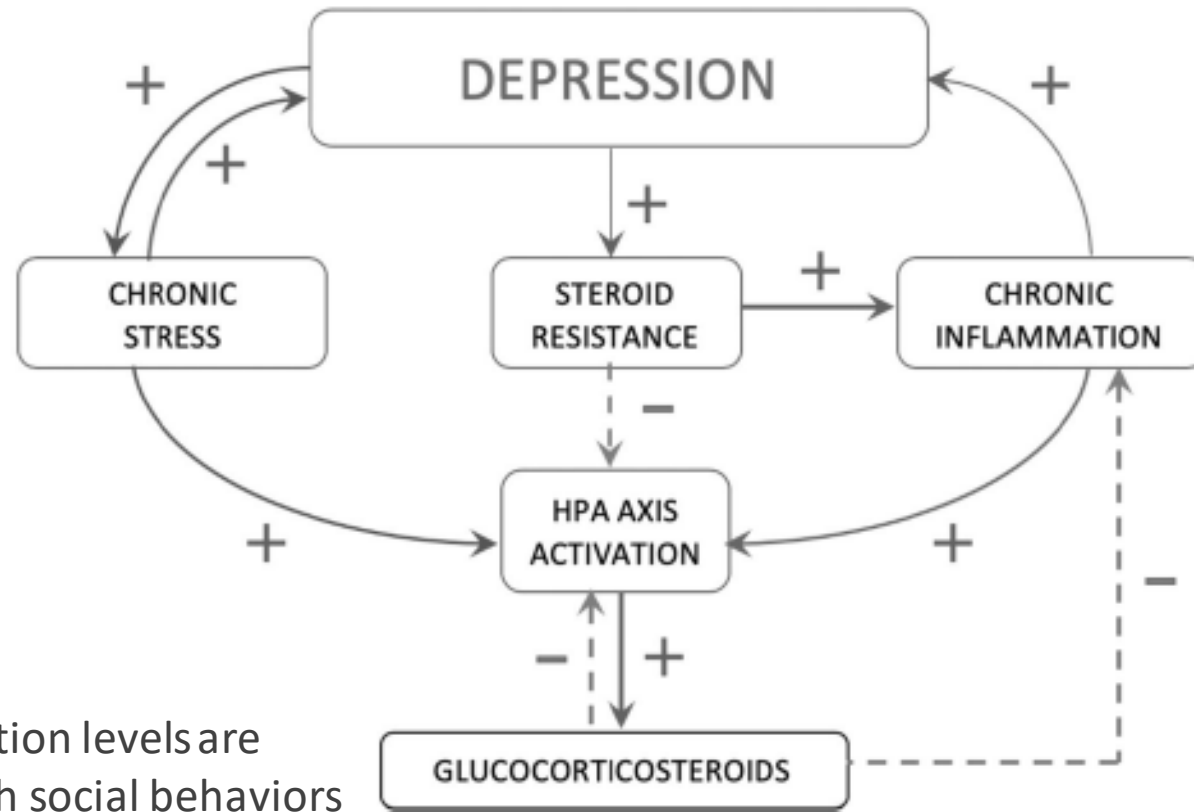 DEPRESSION
+
+
+
+
CHRONIC
STRESS
STEROID
RESISTANCE
+
CHRONIC
INFLAMMATION
-
HPA AXIS
ACTIVATION
+
+
-
-
+
tion levels are
h social behaviors
GLUCOCORTICOSTEROIDS